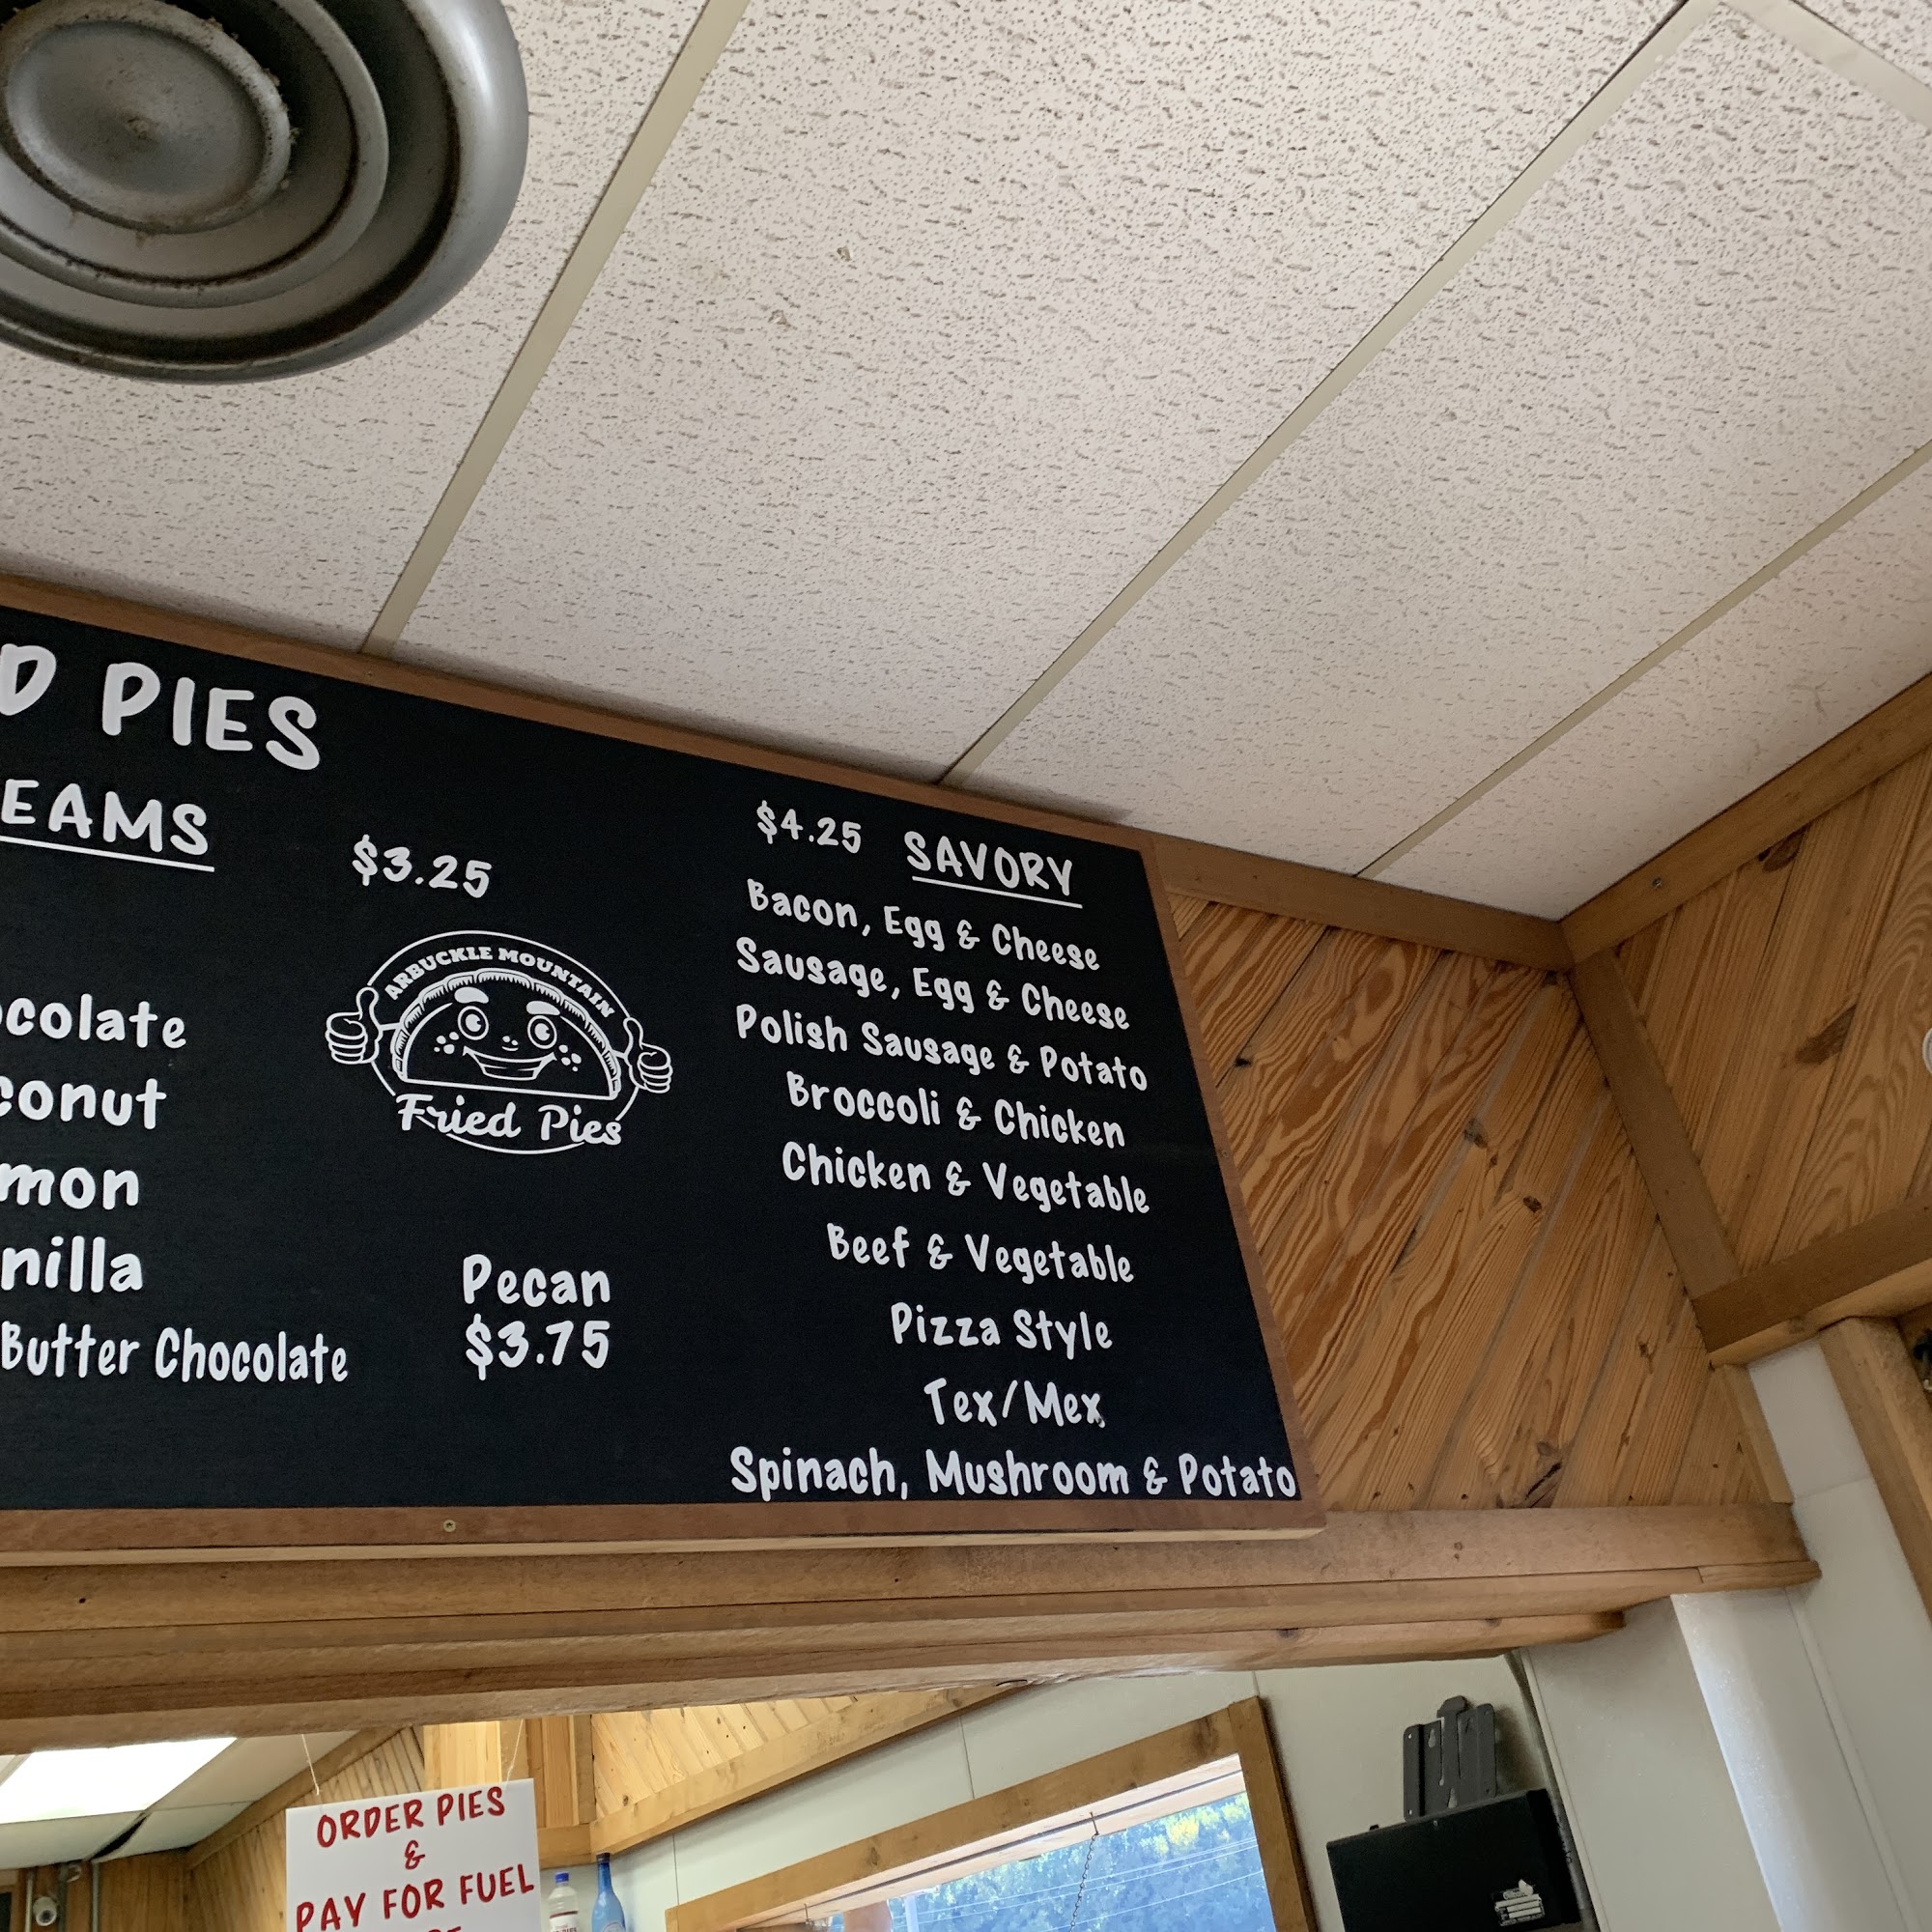 D PIES
EAMS
$3.25
ocolate
conut
mon
nilla
Butter Chocolate
ARBUCKLE MOUNTAIN
Fried Pies
Pecan
$3.75
$4.25 SAVORY
Bacon, Egg & Cheese
Sausage, Egg & Cheese
Polish Sausage & Potato
Broccoli & Chicken
Chicken & Vegetable
Beef & Vegetable
Pizza Style
Tex/Mex
Spinach, Mushroom & Potato
ORDER PIES
&
PAY FOR FUEL